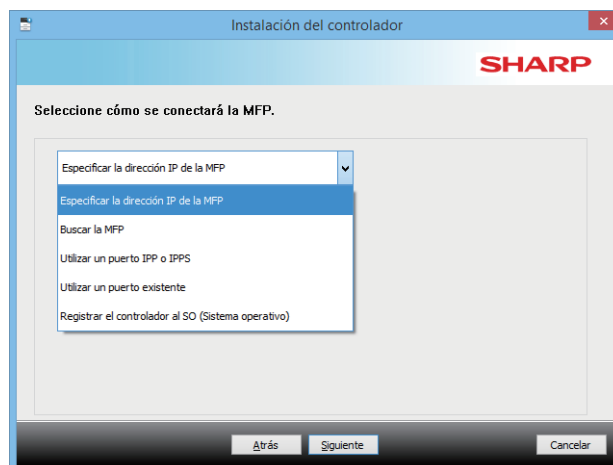 Instalación del controlador
SHARP
Seleccione cómo se conectará la MFP.
Especificar la dirección IP de la MFP
Especificar la dirección IP de la MFP
Buscar la MFP
Utilizar un puerto IPP o IPPS
Utilizar un puerto existente
Registrar el controlador al SO (Sistema operativo)
Atrás Siguiente Cancelar